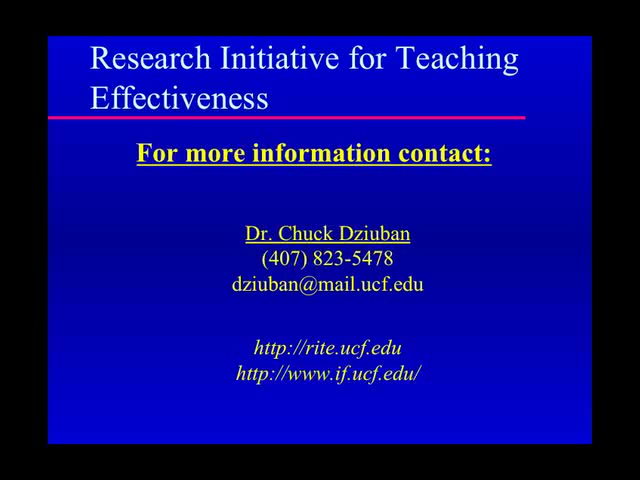 Research Initiative for Teaching
Effectiveness
For more information contact:
Dr. Chuck Dziuban
(407) 823-5478
dziuban@mail.ucf.edu
http://rite.ucf.edu
http://www.if.ucf.edu/